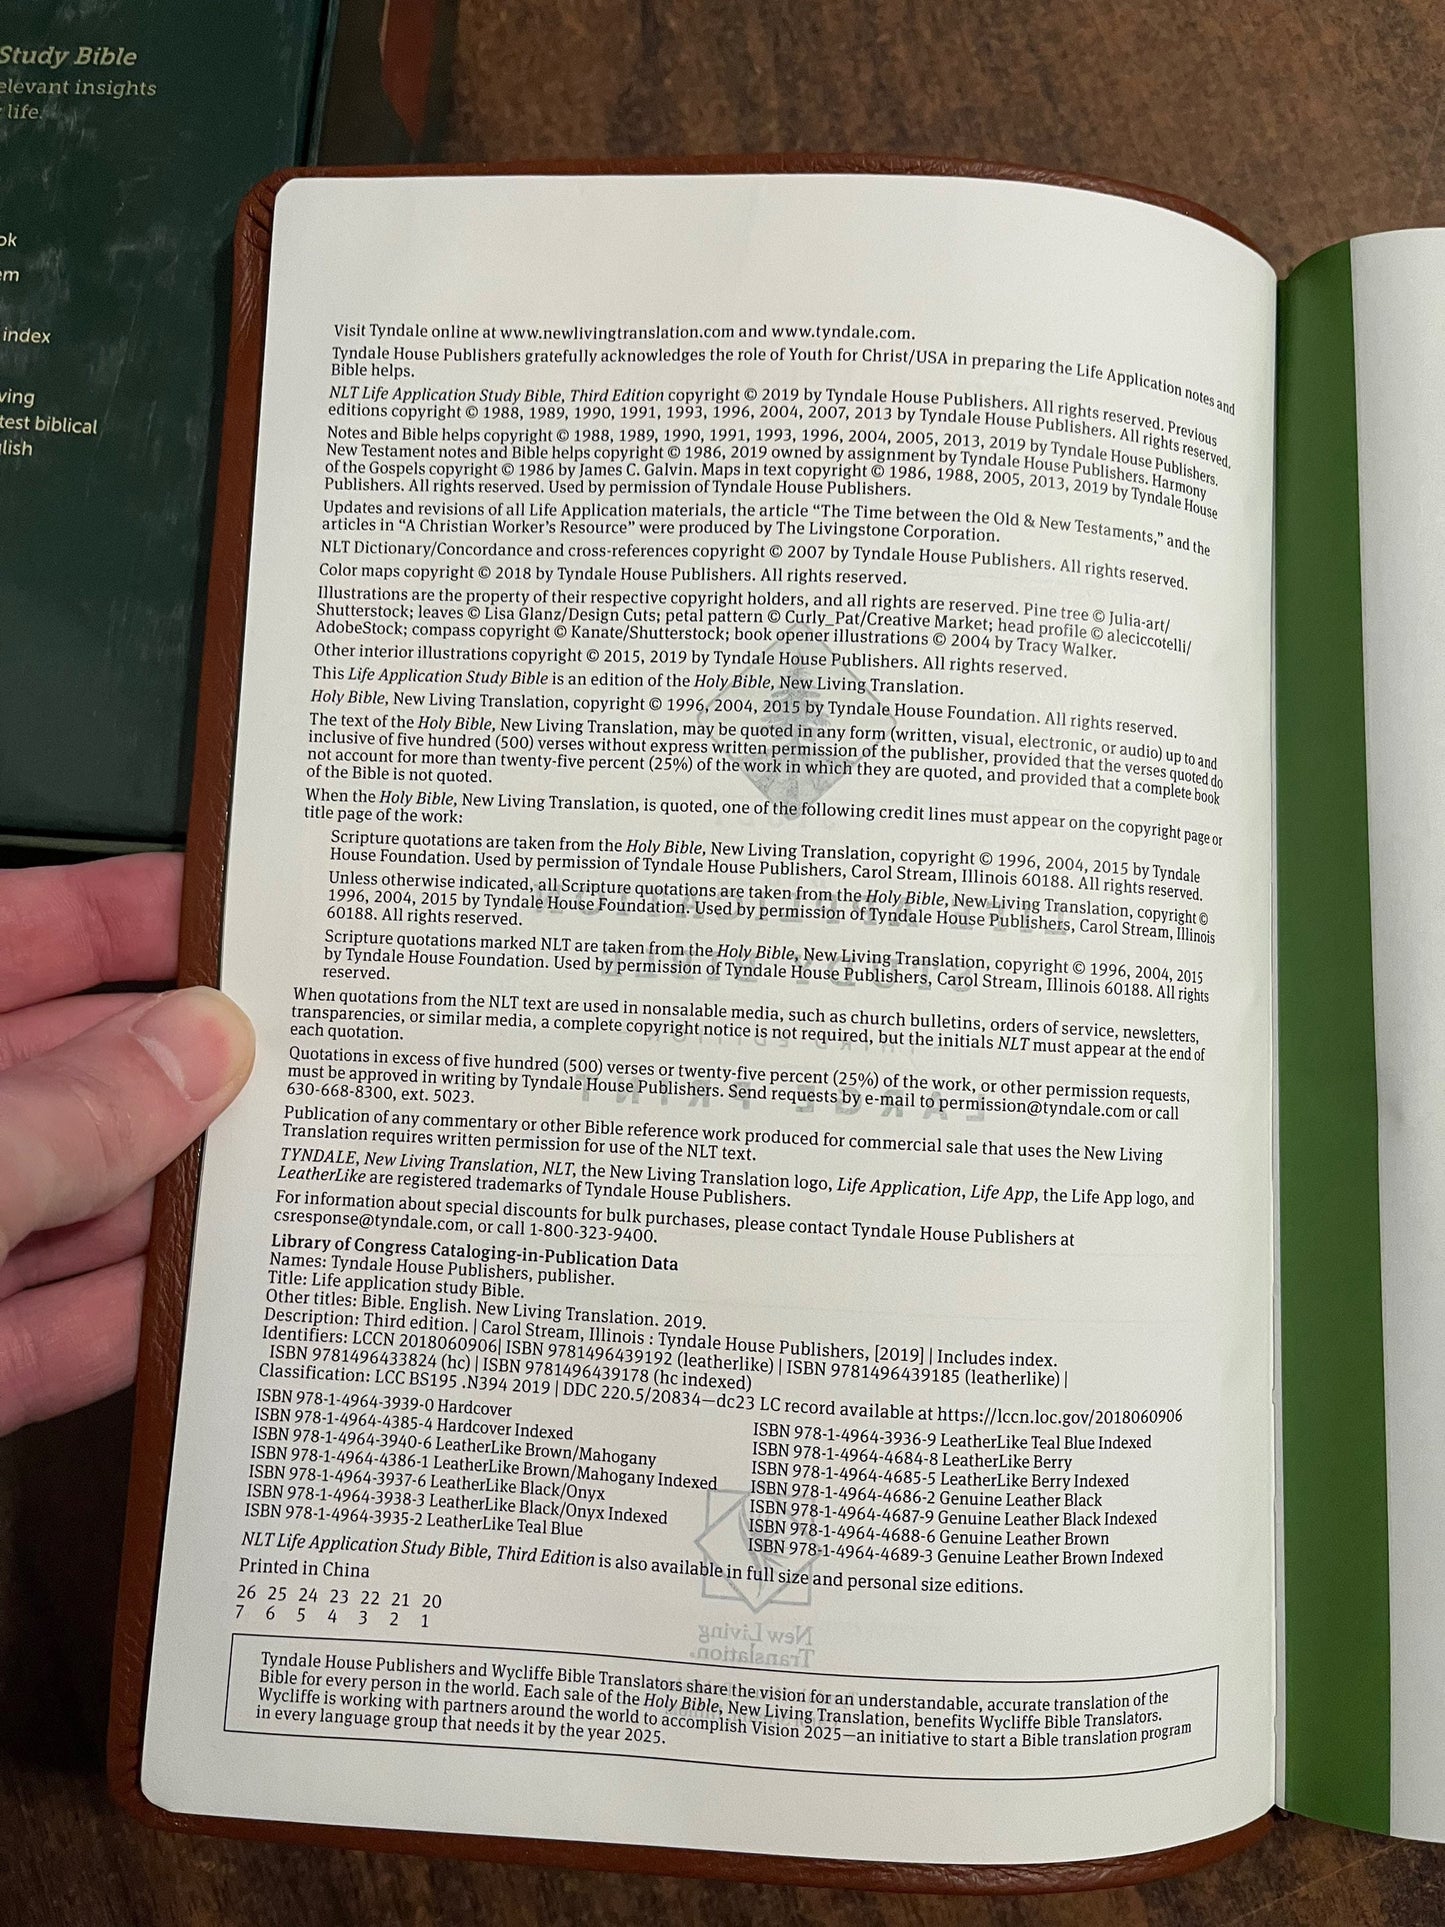 Study Bible
elevant insights
life.
ok
em
index
ving
test biblical
lish
Visit Tyndale online at www.newlivingtranslation.com and www.tyndale.com.
Tyndale House Publishers gratefully acknowledges the role of Youth for Christ/USA in preparing the Life Application notes and
Bible helps.
NLT Life Application Study Bible, Third Edition copyright © 2019 by Tyndale House Publishers. All rights reserved. Previous
editions copyright © 1988, 1989, 1990, 1991, 1993, 1996, 2004, 2007, 2013 by Tyndale House Publishers. All rights reserved.
Notes and Bible helps copyright © 1988, 1989, 1990, 1991, 1993, 1996, 2004, 2005, 2013, 2019 by Tyndale House Publishers.
New Testament notes and Bible helps copyright © 1986, 2019 owned by assignment by Tyndale House Publishers. Harmony
of the Gospels copyright © 1986 by James C. Galvin. Maps in text copyright © 1986, 1988, 2005, 2013, 2019 by Tyndale House
Publishers. All rights reserved. Used by permission of Tyndale House Publishers.
Updates and revisions of all Life Application materials, the article “The Time between the Old & New Testaments,” and the
articles in “A Christian Worker’s Resource” were produced by The Livingstone Corporation.
NLT Dictionary/Concordance and cross-references copyright © 2007 by Tyndale House Publishers. All rights reserved.
Color maps copyright © 2018 by Tyndale House Publishers. All rights reserved.
Illustrations are the property of their respective copyright holders, and all rights are reserved. Pine tree © Julia-art/
Shutterstock; leaves © Lisa Glanz/Design Cuts; petal pattern © Curly_Pat/Creative Market; head profile © aleciccotelli/
AdobeStock; compass copyright © Kanate/Shutterstock; book opener illustrations © 2004 by Tracy Walker.
Other interior illustrations copyright © 2015, 2019 by Tyndale House Publishers. All rights reserved.
This Life Application Study Bible is an edition of the Holy Bible, New Living Translation.
Holy Bible, New Living Translation, copyright © 1996, 2004, 2015 by Tyndale House Foundation. All rights reserved.
The text of the Holy Bible, New Living Translation, may be quoted in any form (written, visual, electronic, or audio) up to and
inclusive of five hundred (500) verses without express written permission of the publisher, provided that the verses quoted do
not account for more than twenty-five percent (25%) of the work in which they are quoted, and provided that a complete book
of the Bible is not quoted.
When the Holy Bible, New Living Translation, is quoted, one of the following credit lines must appear on the copyright page or
title page of the work:
Scripture quotations are taken from the Holy Bible, New Living Translation, copyright © 1996, 2004, 2015 by Tyndale
House Foundation. Used by permission of Tyndale House Publishers, Carol Stream, Illinois 60188. All rights reserved.
Unless otherwise indicated, all Scripture quotations are taken from the Holy Bible, New Living Translation, copyright ©
1996, 2004, 2015 by Tyndale House Foundation. Used by permission of Tyndale House Publishers, Carol Stream, Illinois
60188. All rights reserved.
Scripture quotations marked NLT are taken from the Holy Bible, New Living Translation, copyright © 1996, 2004, 2015
by Tyndale House Foundation. Used by permission of Tyndale House Publishers, Carol Stream, Illinois 60188. All rights
reserved.
When quotations from the NLT text are used in nonsalable media, such as church bulletins, orders of service, newsletters,
transparencies, or similar media, a complete copyright notice is not required, but the initials NLT must appear at the end of
each quotation.
Quotations in excess of five hundred (500) verses or twenty-five percent (25%) of the work, or other permission requests,
must be approved in writing by Tyndale House Publishers. Send requests by e-mail to permission@tyndale.com or call
630-668-8300, ext. 5023.
Publication of any commentary or other Bible reference work produced for commercial sale that uses the New Living
Translation requires written permission for use of the NLT text.
TYNDALE, New Living Translation, NLT, the New Living Translation logo, Life Application, Life App, the Life App logo, and
LeatherLike are registered trademarks of Tyndale House Publishers.
For information about special discounts for bulk purchases, please contact Tyndale House Publishers at
csresponse@tyndale.com, or call 1-800-323-9400.
Library of Congress Cataloging-in-Publication Data
Names: Tyndale House Publishers, publisher.
Title: Life application study Bible.
Other titles: Bible. English. New Living Translation. 2019.
Description: Third edition. | Carol Stream, Illinois : Tyndale House Publishers, [2019] | Includes index.
Identifiers: LCCN 2018060906| ISBN 9781496439192 (leatherlike) | ISBN 9781496439185 (leatherlike) |
ISBN 9781496433824 (hc) | ISBN 9781496439178 (hc indexed)
Classification: LCC BS195 .N394 2019 | DDC 220.5/20834—dc23 LC record available at https://lccn.loc.gov/2018060906
ISBN 978-1-4964-3939-0 Hardcover
ISBN 978-1-4964-4385-4 Hardcover Indexed
ISBN 978-1-4964-3940-6 LeatherLike Brown/Mahogany
ISBN 978-1-4964-4386-1 LeatherLike Brown/Mahogany Indexed
ISBN 978-1-4964-3937-6 LeatherLike Black/Onyx
ISBN 978-1-4964-3938-3 LeatherLike Black/Onyx Indexed
ISBN 978-1-4964-3935-2 LeatherLike Teal Blue
ISBN 978-1-4964-3936-9 LeatherLike Teal Blue Indexed
ISBN 978-1-4964-4684-8 LeatherLike Berry
ISBN 978-1-4964-4685-5 LeatherLike Berry Indexed
ISBN 978-1-4964-4686-2 Genuine Leather Black
ISBN 978-1-4964-4687-9 Genuine Leather Black Indexed
ISBN 978-1-4964-4688-6 Genuine Leather Brown
ISBN 978-1-4964-4689-3 Genuine Leather Brown Indexed
NLT Life Application Study Bible, Third Edition is also available in full size and personal size editions.
Printed in China
26 25 24 23 22 21 20
7 6 5 4 3 2 1
Tyndale House Publishers and Wycliffe Bible Translators share the vision for an understandable, accurate translation of the
Bible for every person in the world. Each sale of the Holy Bible, New Living Translation, benefits Wycliffe Bible Translators.
Wycliffe is working with partners around the world to accomplish Vision 2025—an initiative to start a Bible translation program
in every language group that needs it by the year 2025.